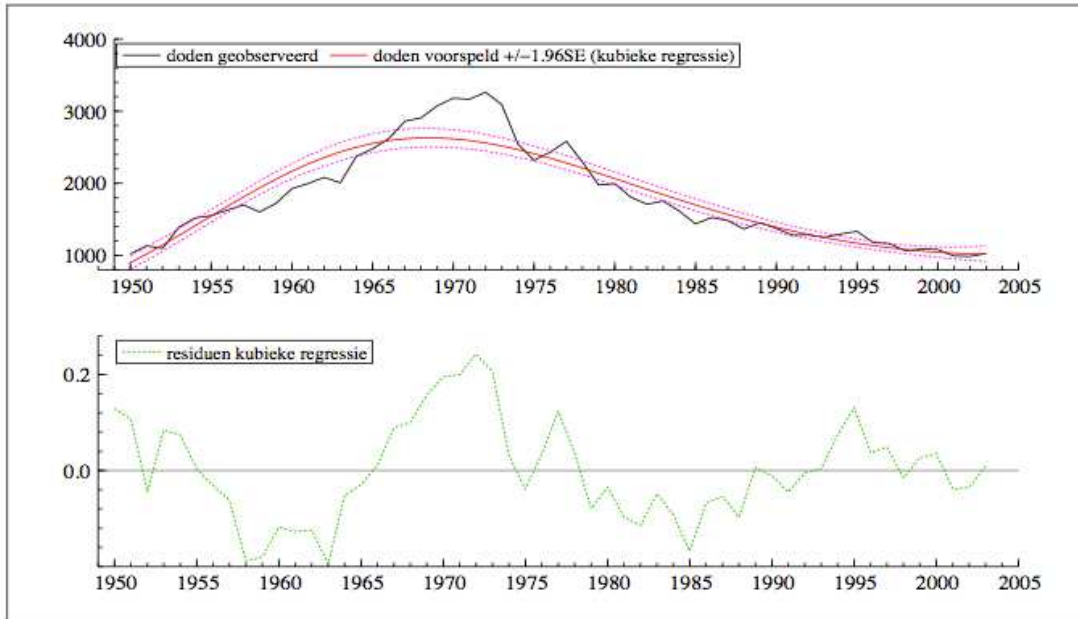 4000
doden geobserveerd doden voorspeld +/−1.96SE (kubieke regressie)
3000
2000
1000
1950 1955 1960 1965 1970 1975 1980 1985 1990 1995 2000 2005
residuen kubieke regressie
0.2
0.0
1950 1955 1960 1965 1970 1975 1980 1985 1990 1995 2000 2005